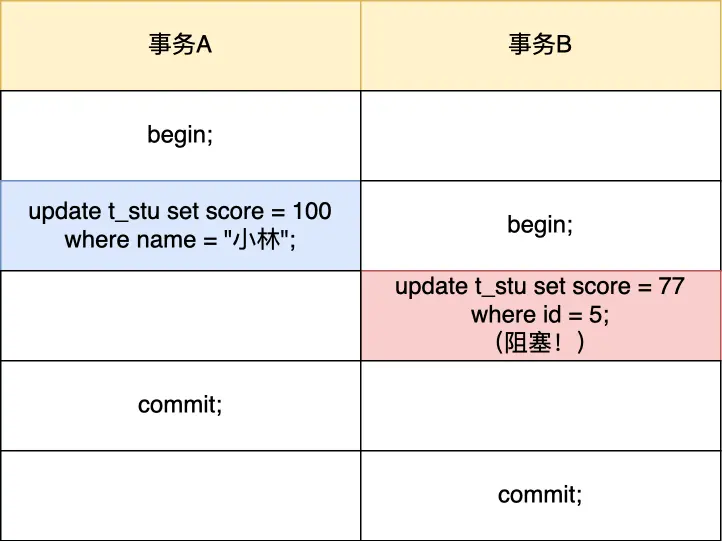 事务A
事务B
begin;
update t_stu set score = 100
where name = "小林";
begin;
update t_stu set score = 77
where id = 5;
（阻塞！）
commit;
commit;